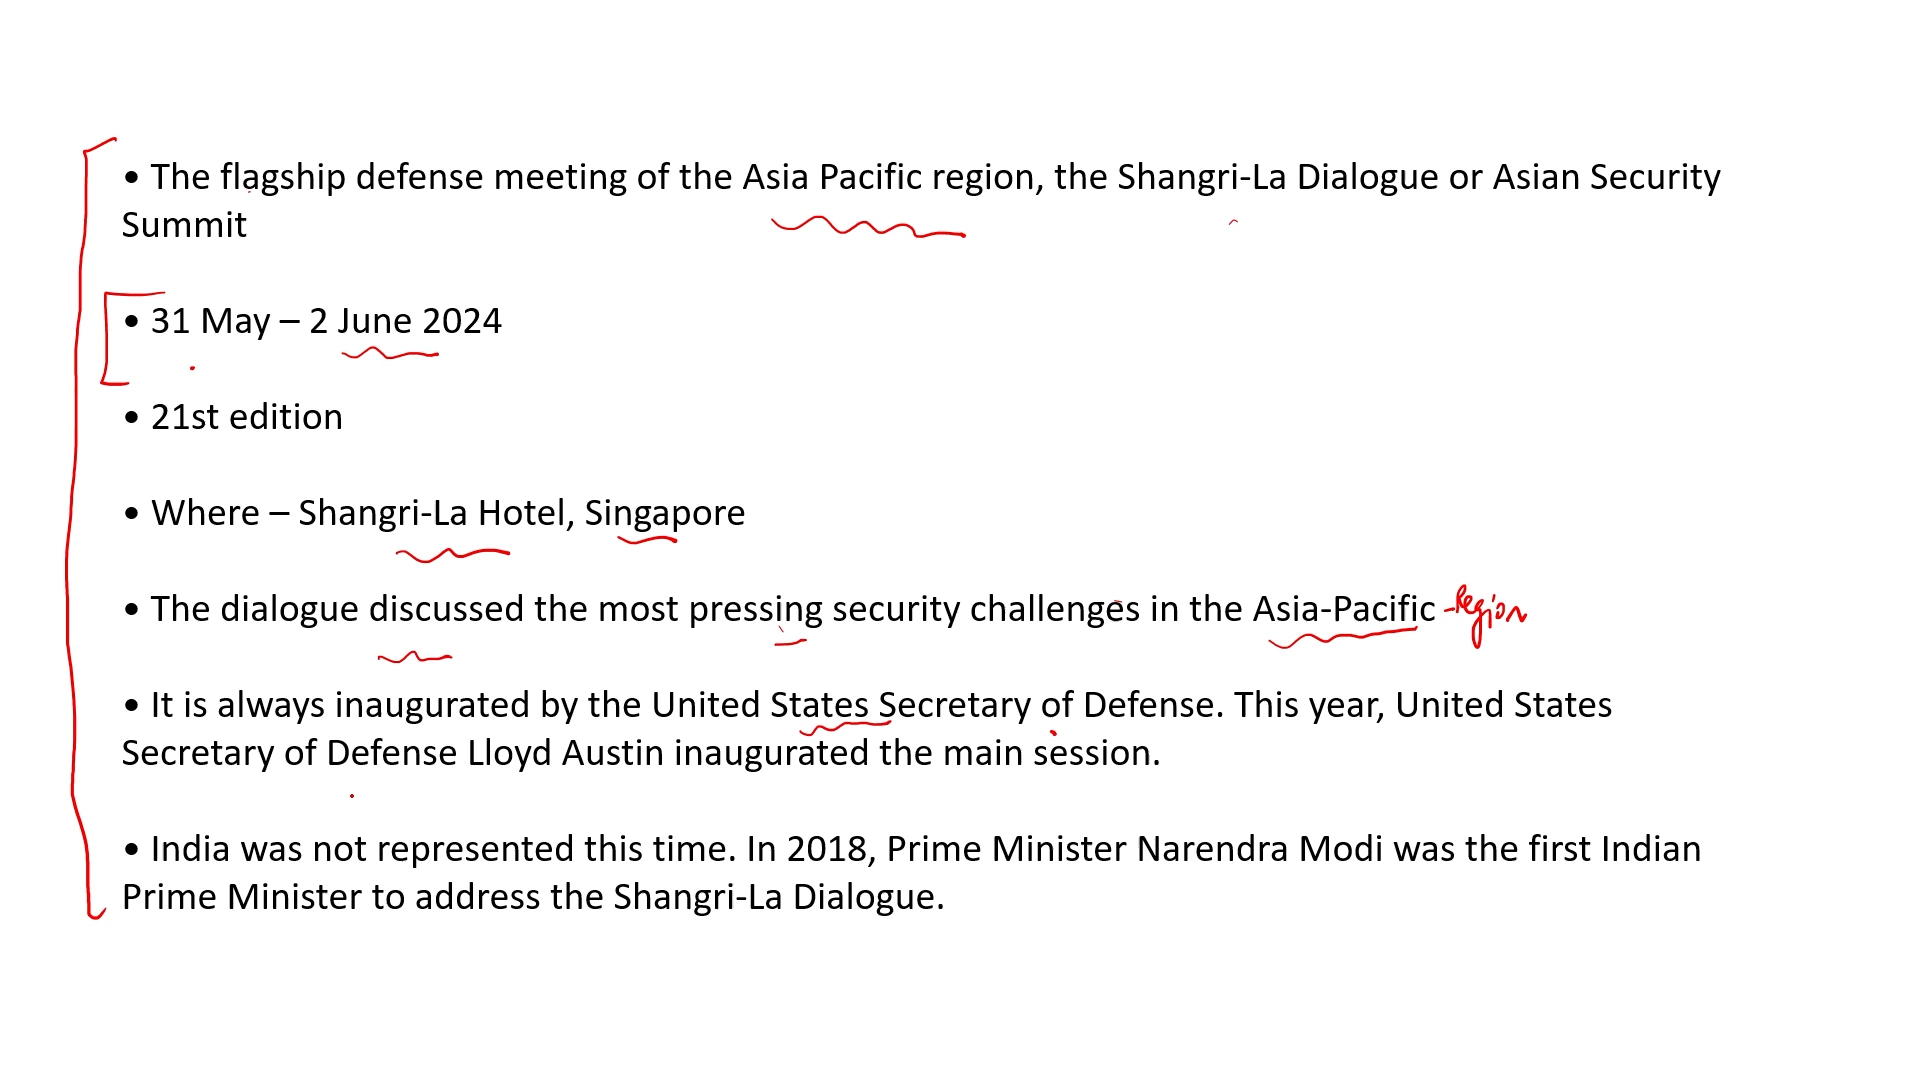 • The flagship defense meeting of the Asia Pacific region, the Shangri-La Dialogue or Asian Security
Summit
• 31 May – 2 June 2024
• 21st edition
• Where – Shangri-La Hotel, Singapore
• The dialogue discussed the most pressing security challenges in the Asia-Pacific -Region
• It is always inaugurated by the United States Secretary of Defense. This year, United States
Secretary of Defense Lloyd Austin inaugurated the main session.
• India was not represented this time. In 2018, Prime Minister Narendra Modi was the first Indian
Prime Minister to address the Shangri-La Dialogue.